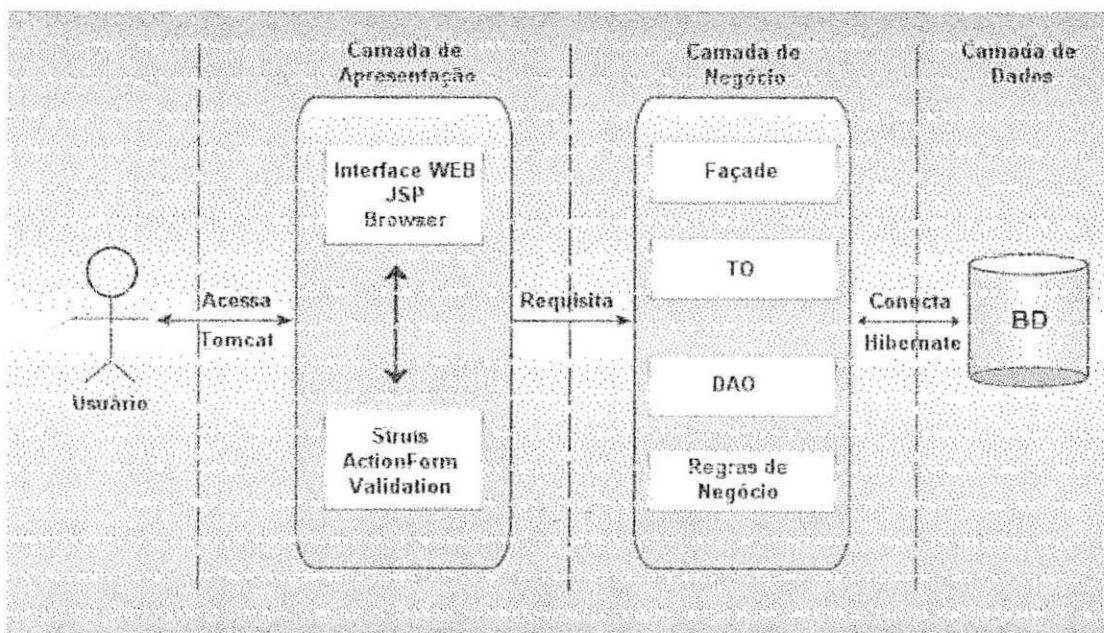 Camada de
Apresentação
Camada de
Negócio
Camada de
Dados
Interface WEB
JSP
Browser
Façade
TO
Acessa
Tomcat
Requisita
Conecta
Hibernate
BD
DAO
Usuário
Struts
ActionForm
Validation
Regras de
Negócio